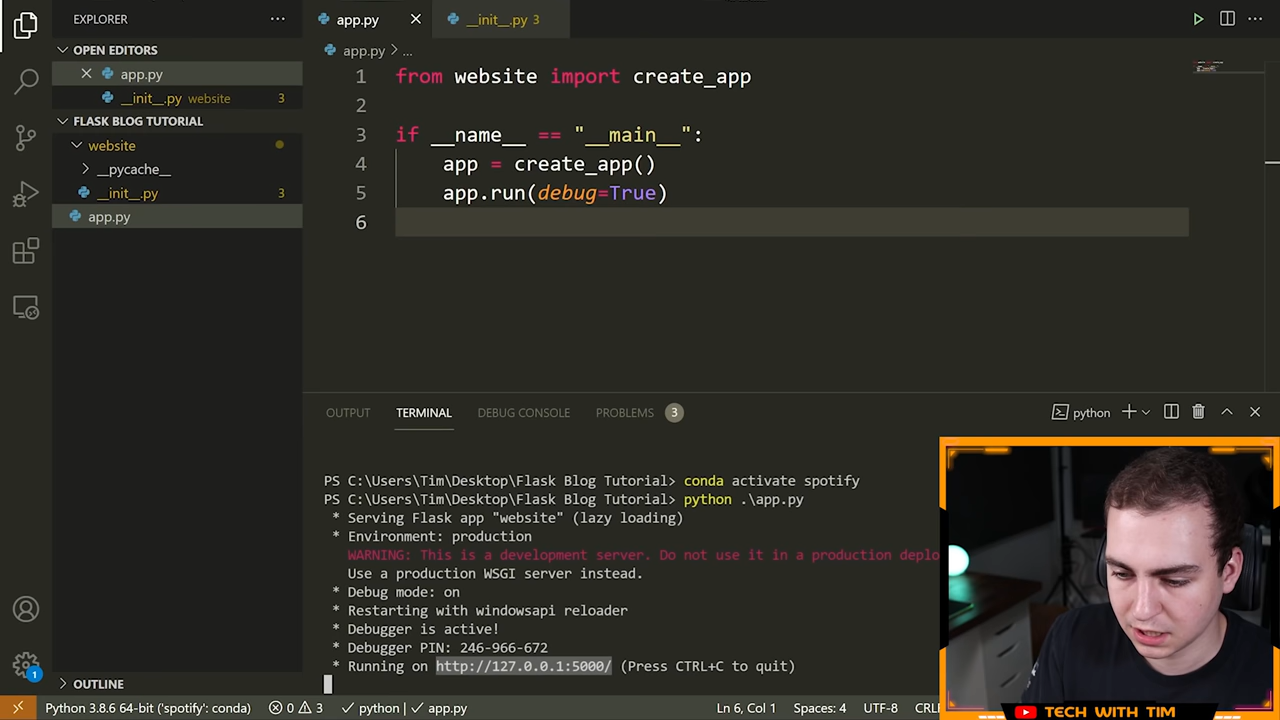 EXPLORER
OPEN EDITORS
app.py
__init__.py website 3
FLASK BLOG TUTORIAL
website
__pycache__
__init__.py 3
app.py
OUTLINE
app.py
__init__.py 3
app.py > ...
1 from website import create_app
2
3 if __name__ == "__main__":
4 app = create_app()
5 app.run(debug=True)
6
OUTPUT TERMINAL DEBUG CONSOLE PROBLEMS 3
python
PS C:\Users\Tim\Desktop\Flask Blog Tutorial> conda activate spotify
PS C:\Users\Tim\Desktop\Flask Blog Tutorial> python .\app.py
* Serving Flask app "website" (lazy loading)
* Environment: production
WARNING: This is a development server. Do not use it in a production deplo
Use a production WSGI server instead.
* Debug mode: on
* Restarting with windowsapi reloader
* Debugger is active!
* Debugger PIN: 246-966-672
* Running on http://127.0.0.1:5000/ (Press CTRL+C to quit)
TECH WITH TIM
1
Python 3.8.6 64-bit ('spotify': conda) 0 3 python | app.py Ln 6, Col 1 Spaces: 4 UTF-8 CRL